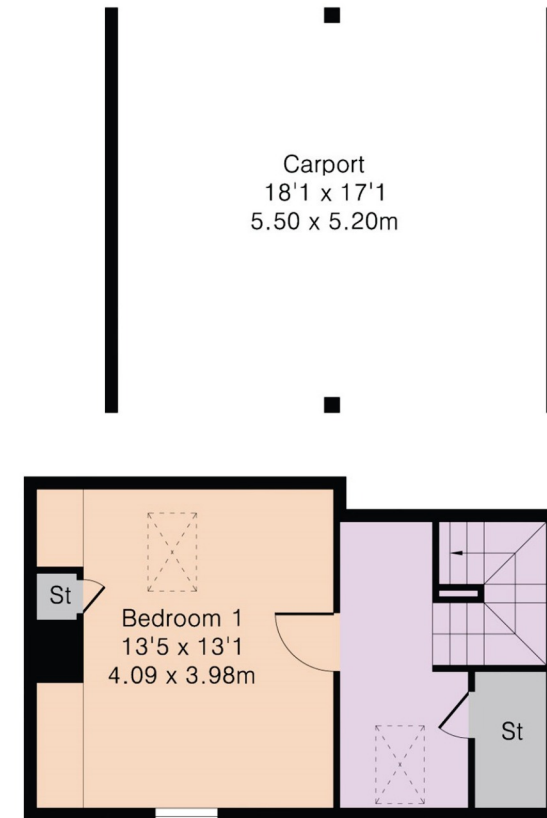 Carport
18'1 x 17'1
5.50 x 5.20m
St
Bedroom 1
13'5 x 13'1
4.09 x 3.98m
St